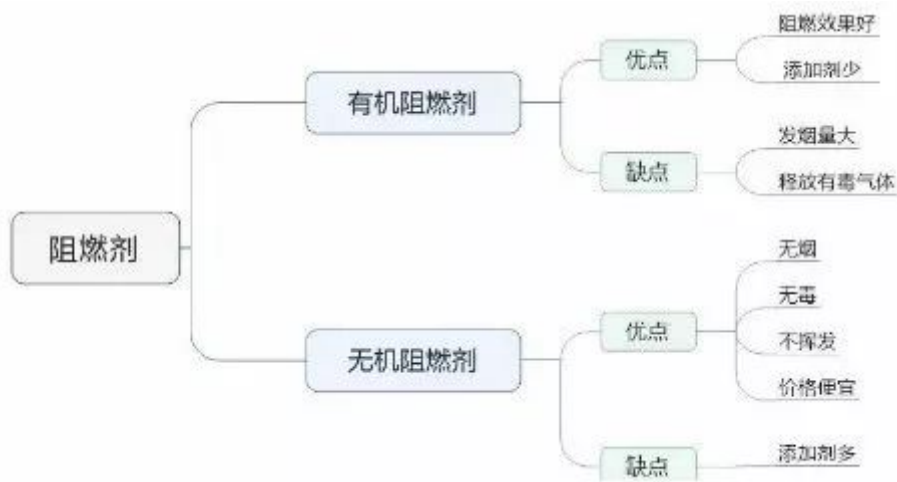 阻燃剂
有机阻燃剂
优点
阻燃效果好
添加剂少
缺点
发烟量大
释放有毒气体
无机阻燃剂
优点
无烟
无毒
不挥发
价格便宜
缺点
添加剂多